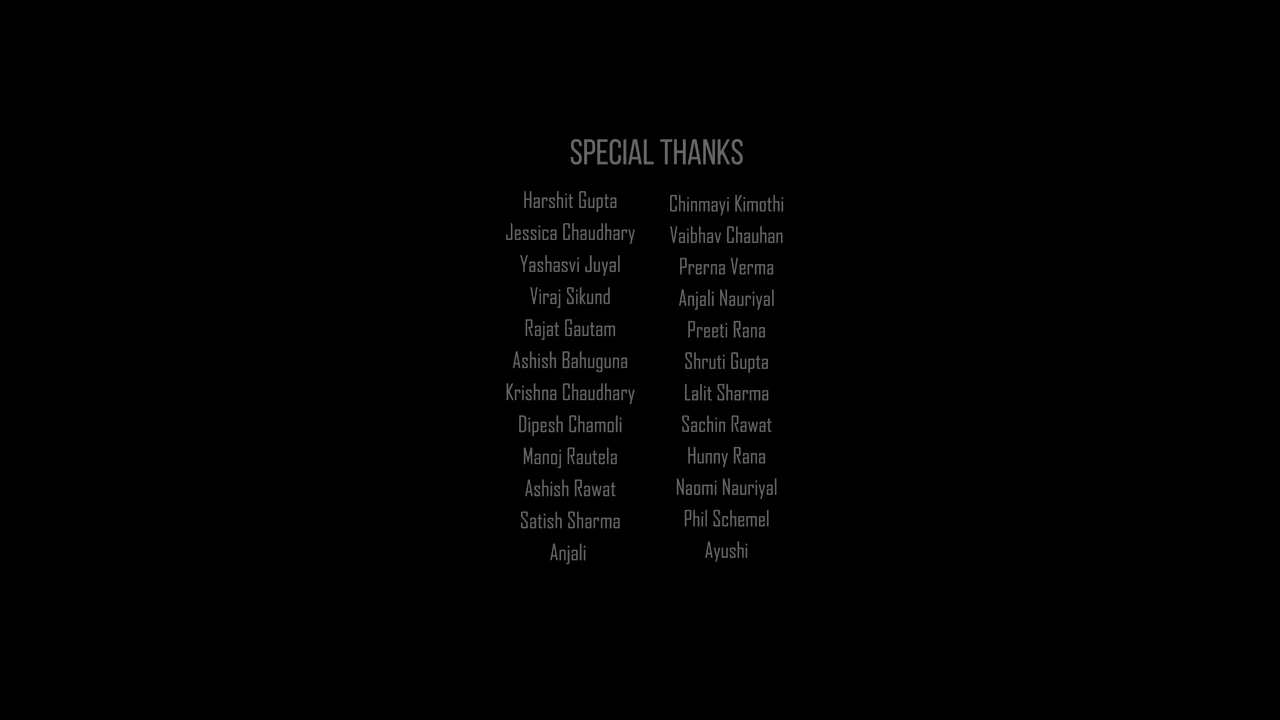 SPECIAL THANKS
Harshit Gupta
Jessica Chaudhary
Yashasvi Juyal
Viraj Sikund
Rajat Gautam
Ashish Bahuguna
Krishna Chaudhary
Dipesh Chamoli
Manoj Rautela
Ashish Rawat
Satish Sharma
Anjali
Chinmayi Kimothi
Vaibhav Chauhan
Prerna Verma
Anjali Nauriyal
Preeti Rana
Shruti Gupta
Lalit Sharma
Sachin Rawat
Hunny Rana
Naomi Nauriyal
Phil Schemel
Ayushi